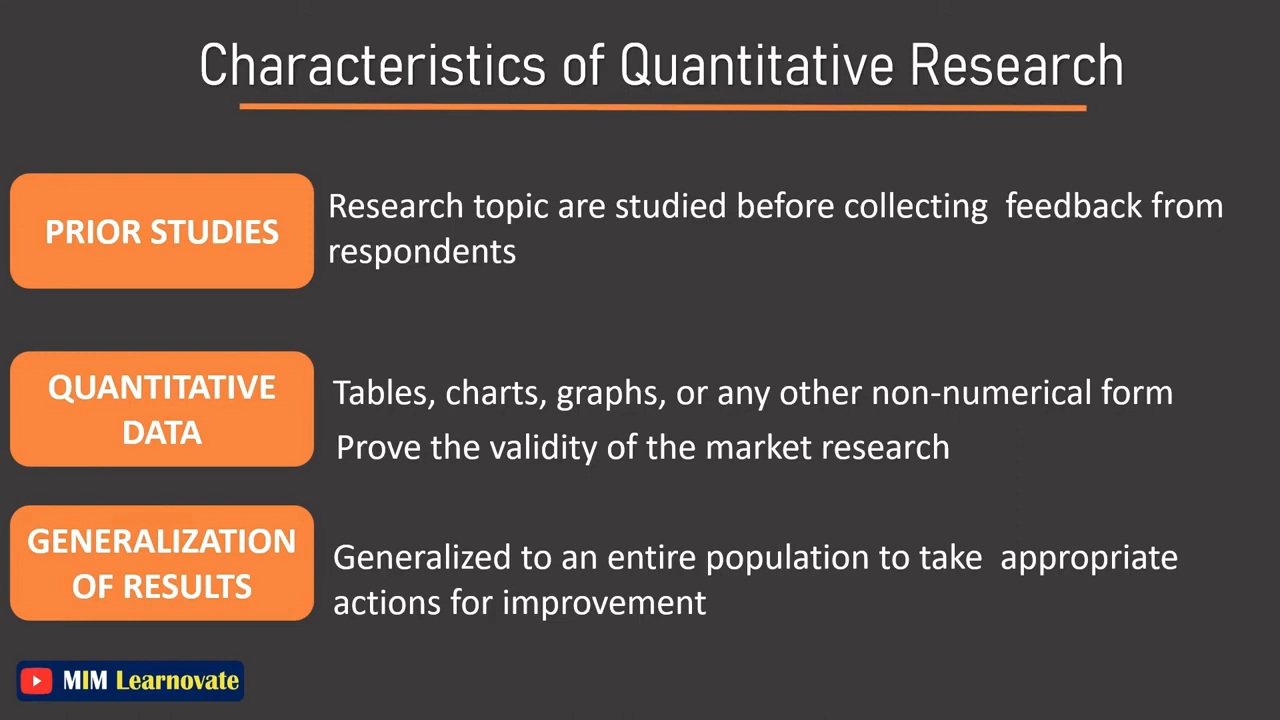 Characteristics of Quantitative Research
PRIOR STUDIES
Research topic are studied before collecting  feedback from
respondents
QUANTITATIVE
DATA
Tables, charts, graphs, or any other non-numerical form
Prove the validity of the market research
GENERALIZATION
OF RESULTS
Generalized to an entire population to take  appropriate
actions for improvement
MIM Learnovate